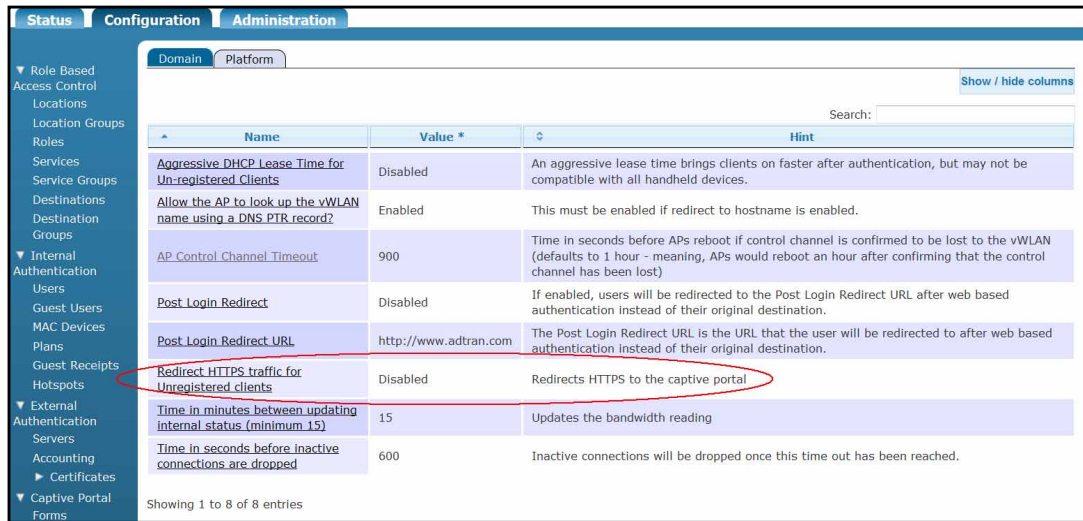 Status Configuration Administration
Domain Platform
▼ Role Based
Access Control
Locations
Location Groups
Roles
Services
Service Groups
Destinations
Destination
Groups
▼ Internal
Authentication
Users
Guest Users
MAC Devices
Plans
Guest Receipts
Hotspots
▼ External
Authentication
Servers
Accounting
▶ Certificates
▼ Captive Portal
Forms
Show / hide columns
Search:
Name Value * Hint
Aggressive DHCP Lease Time for
Un-registered Clients
Disabled
An aggressive lease time brings clients on faster after authentication, but may not be
compatible with all handheld devices.
Allow the AP to look up the vWLAN
name using a DNS PTR record?
Enabled
This must be enabled if redirect to hostname is enabled.
AP Control Channel Timeout
900
Time in seconds before APs reboot if control channel is confirmed to be lost to the vWLAN
(defaults to 1 hour - meaning, APs would reboot an hour after confirming that the control
channel has been lost)
Post Login Redirect
Disabled
If enabled, users will be redirected to the Post Login Redirect URL after web based
authentication instead of their original destination.
Post Login Redirect URL
http://www.adtran.com
The Post Login Redirect URL is the URL that the user will be redirected to after web based
authentication instead of their original destination.
Redirect HTTPS traffic for
Unregistered clients
Disabled
Redirects HTTPS to the captive portal
Time in minutes between updating
internal status (minimum 15)
15
Updates the bandwidth reading
Time in seconds before inactive
connections are dropped
600
Inactive connections will be dropped once this time out has been reached.
Showing 1 to 8 of 8 entries